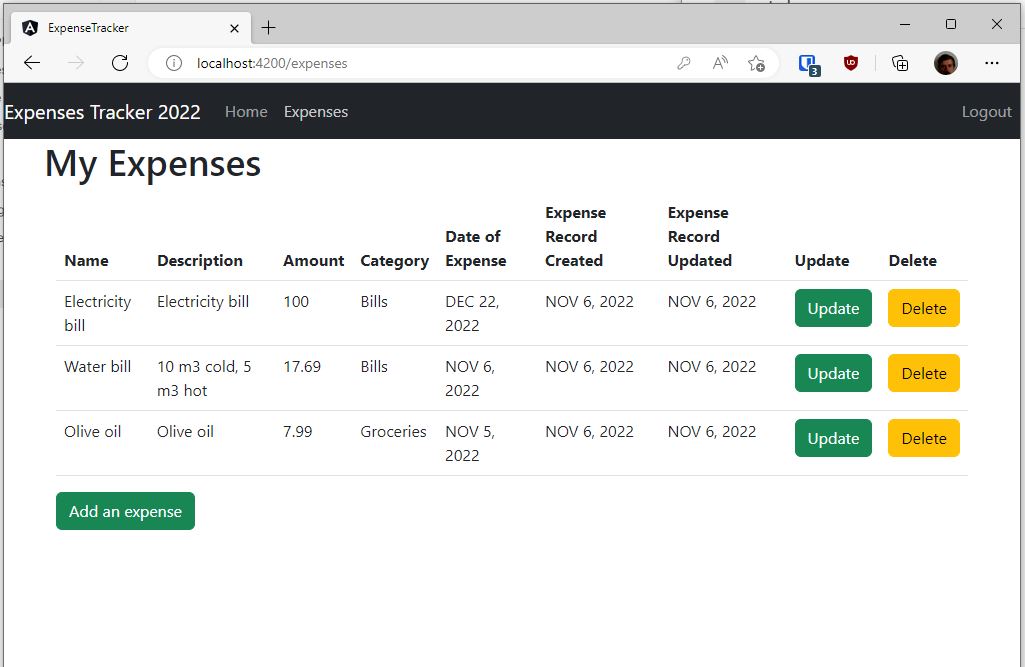 ExpenseTracker
localhost:4200/expenses
3
Expenses Tracker 2022 Home Expenses Logout
My Expenses
Name Description Amount Category Date of Expense Expense Record Created Expense Record Updated Update Delete
Electricity bill Electricity bill 100 Bills DEC 22, 2022 NOV 6, 2022 NOV 6, 2022 Update Delete
Water bill 10 m3 cold, 5 m3 hot 17.69 Bills NOV 6, 2022 NOV 6, 2022 NOV 6, 2022 Update Delete
Olive oil Olive oil 7.99 Groceries NOV 5, 2022 NOV 6, 2022 NOV 6, 2022 Update Delete
Add an expense